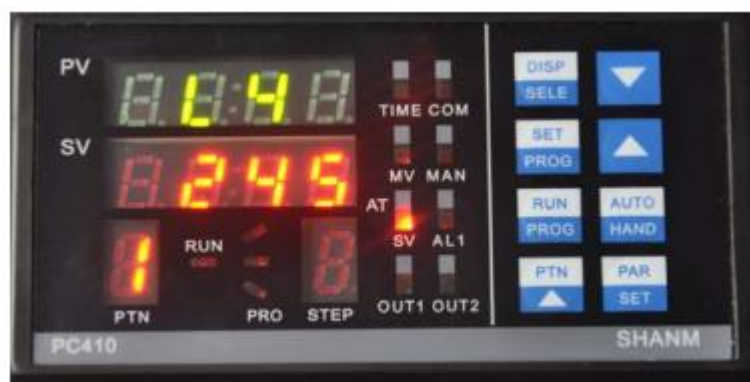 PV
L4
SV
245
TIME COM
MV MAN
AT
SV AL1
OUT1 OUT2
1
RUN
PTN
PRO
STEP
DISP
SELE
SET
PROG
RUN
PROG
AUTO
HAND
PTN
PAR
SET
PC410
SHANM